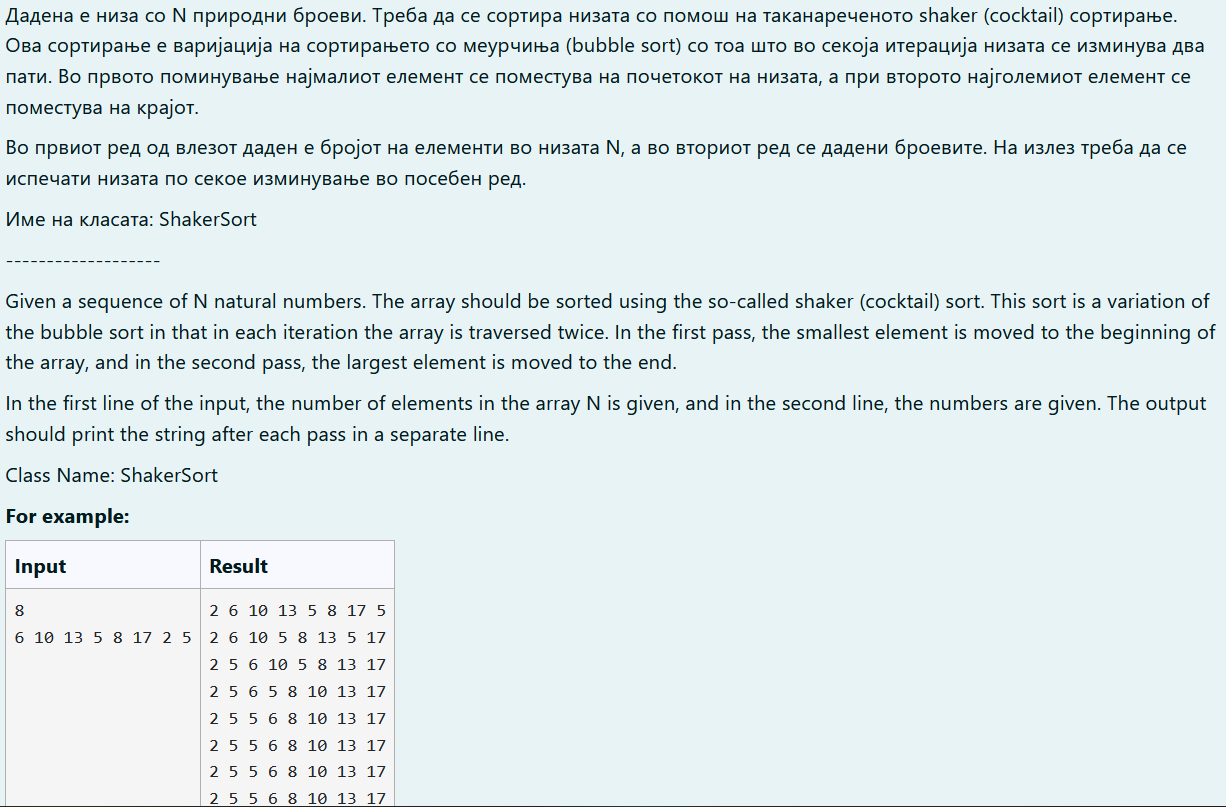 Дадена е низа со N природни броеви. Треба да се сортира низата со помош на таканареченото shaker (cocktail) сортирање.
Ова сортирање е варијација на сортирањето со меурчиња (bubble sort) со тоа што во секоја итерација низата се изминува два
пати. Во првото поминување најмалиот елемент се поместува на почетокот на низата, а при второто најголемиот елемент се
поместува на крајот.
Во првиот ред од влезот даден е бројот на елементи во низата N, а во вториот ред се дадени броевите. На излез треба да се
испечати низата по секое изминување во посебен ред.
Име на класата: ShakerSort
-------------------
Given a sequence of N natural numbers. The array should be sorted using the so-called shaker (cocktail) sort. This sort is a variation of
the bubble sort in that in each iteration the array is traversed twice. In the first pass, the smallest element is moved to the beginning of
the array, and in the second pass, the largest element is moved to the end.
In the first line of the input, the number of elements in the array N is given, and in the second line, the numbers are given. The output
should print the string after each pass in a separate line.
Class Name: ShakerSort
For example:
Input Result
8 2 6 10 13 5 8 17 5
6 10 13 5 8 17 2 5 2 6 10 5 8 13 5 17
2 5 6 10 5 8 13 17
2 5 6 5 8 10 13 17
2 5 5 6 8 10 13 17
2 5 5 6 8 10 13 17
2 5 5 6 8 10 13 17
2 5 5 6 8 10 13 17